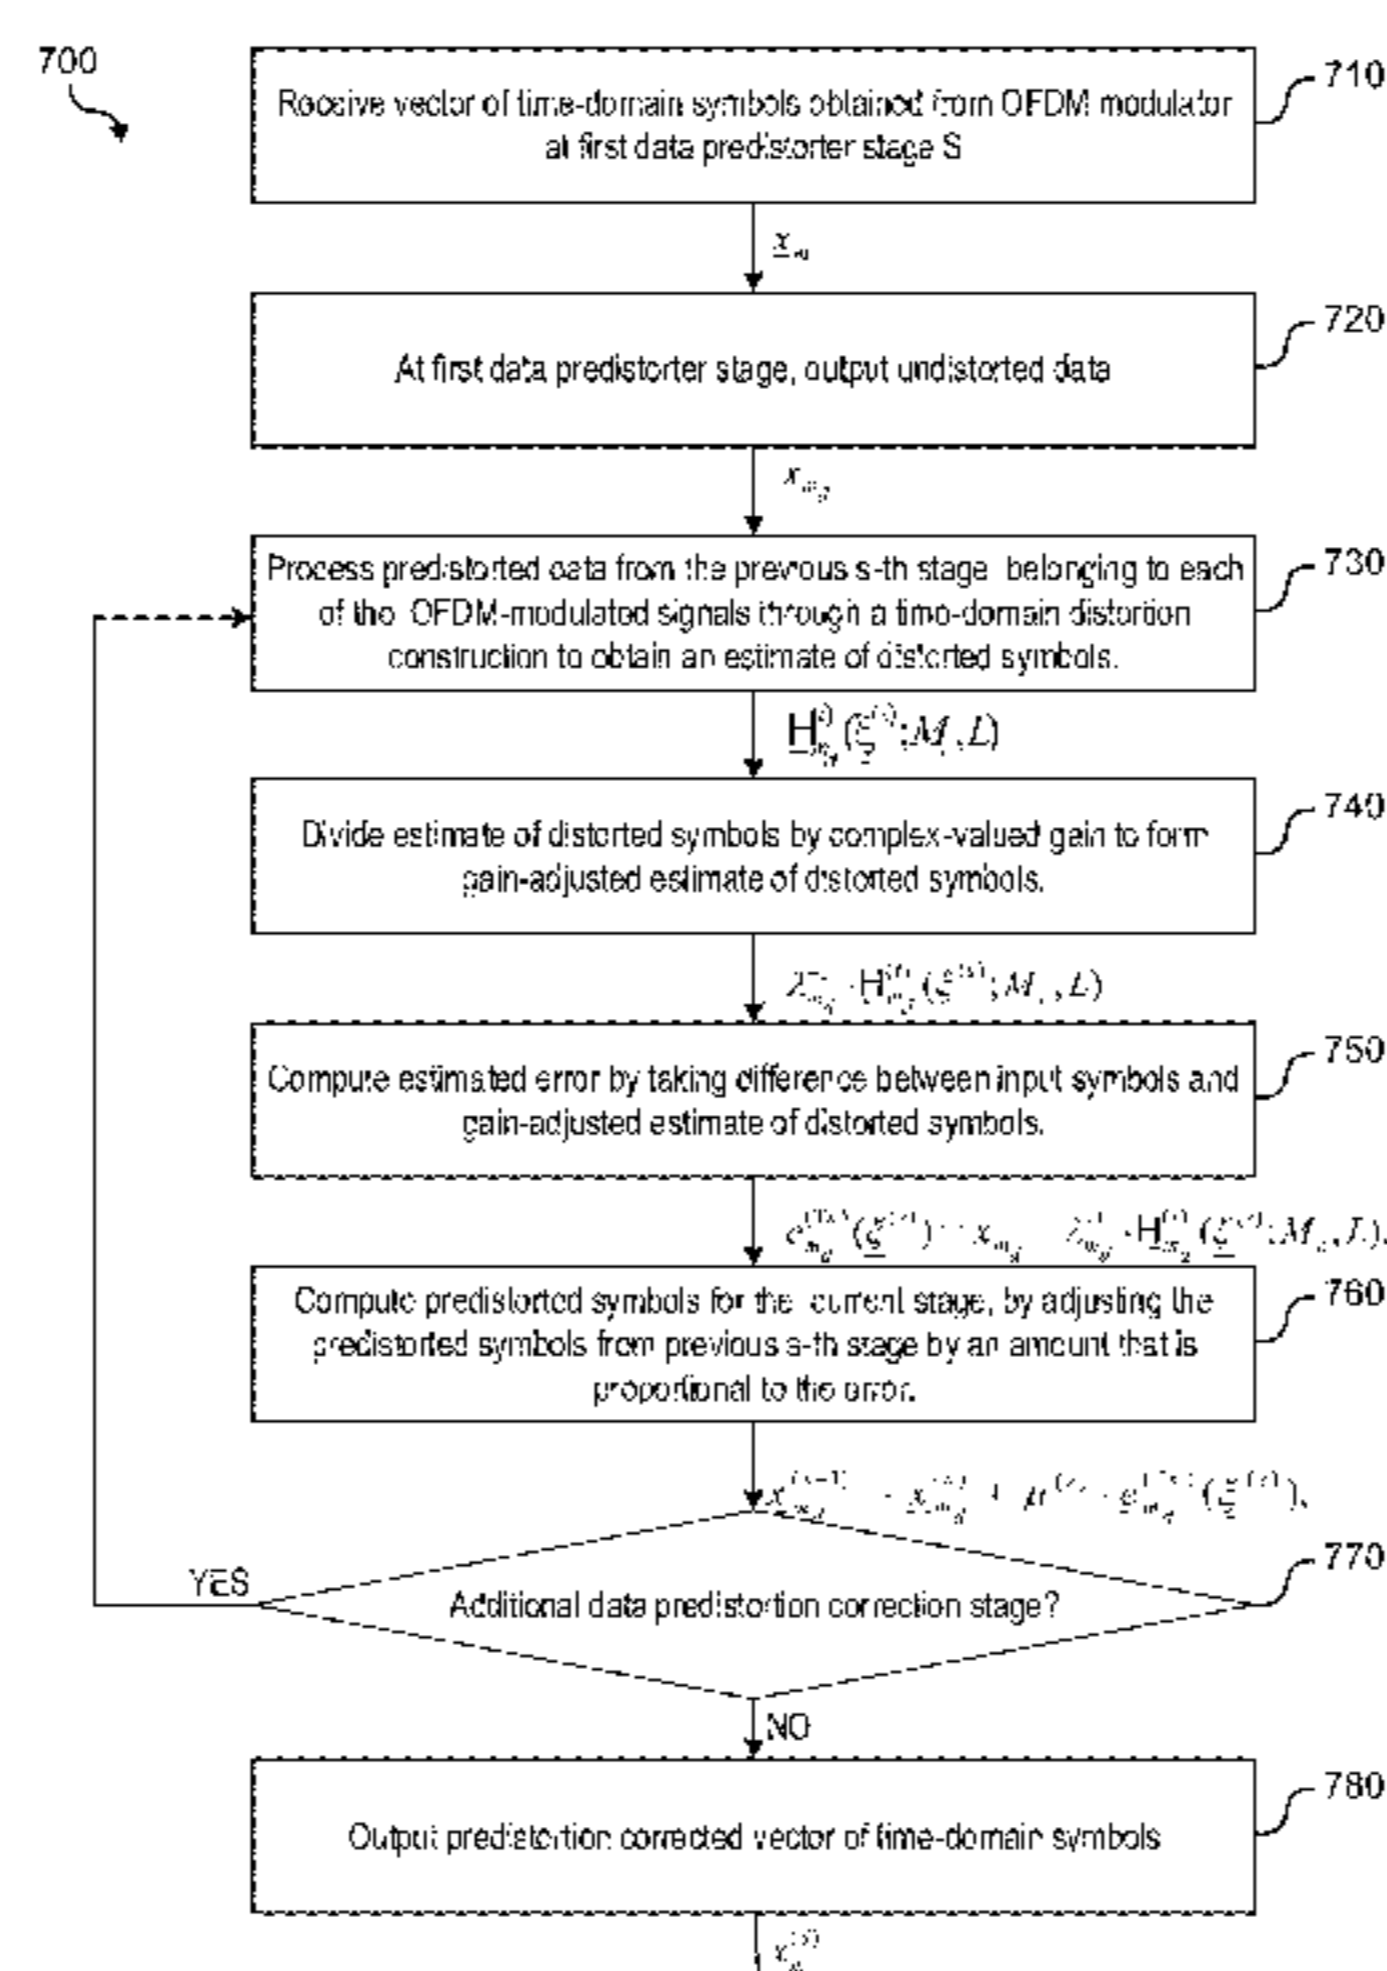 700
710
Receive vector of time-domain symbols obtained from OFDM modulator
at first data predistorter stage S
720
At first data predistorter stage, output undistorted data
730
Process predistorted data from the previous s-th stage belonging to each
of the OFDM-modulated signals through a time-domain distortion
construction to obtain an estimate of distorted symbols.
740
Divide estimate of distorted symbols by complex-valued gain to form
gain-adjusted estimate of distorted symbols.
750
Compute estimated error by taking difference between input symbols and
gain-adjusted estimate of distorted symbols.
760
Compute predistorted symbols for the current stage, by adjusting the
predistorted symbols from previous s-th stage by an amount that is
proportional to the error.
770
YES
Additional data predistortion correction stage?
NO
780
Output predistortion corrected vector of time-domain symbols